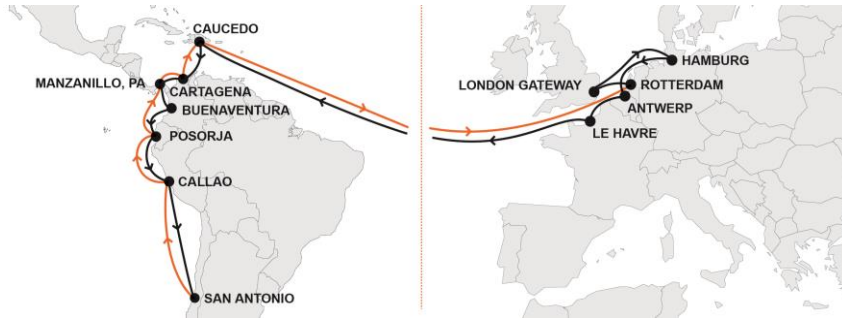 CAUCEDO
MANZANILLO, PA
CARTAGENA
BUENAVENTURA
POSORJA
CALLAO
SAN ANTONIO
HAMBURG
LONDON GATEWAY
ROTTERDAM
ANTWERP
LE HAVRE